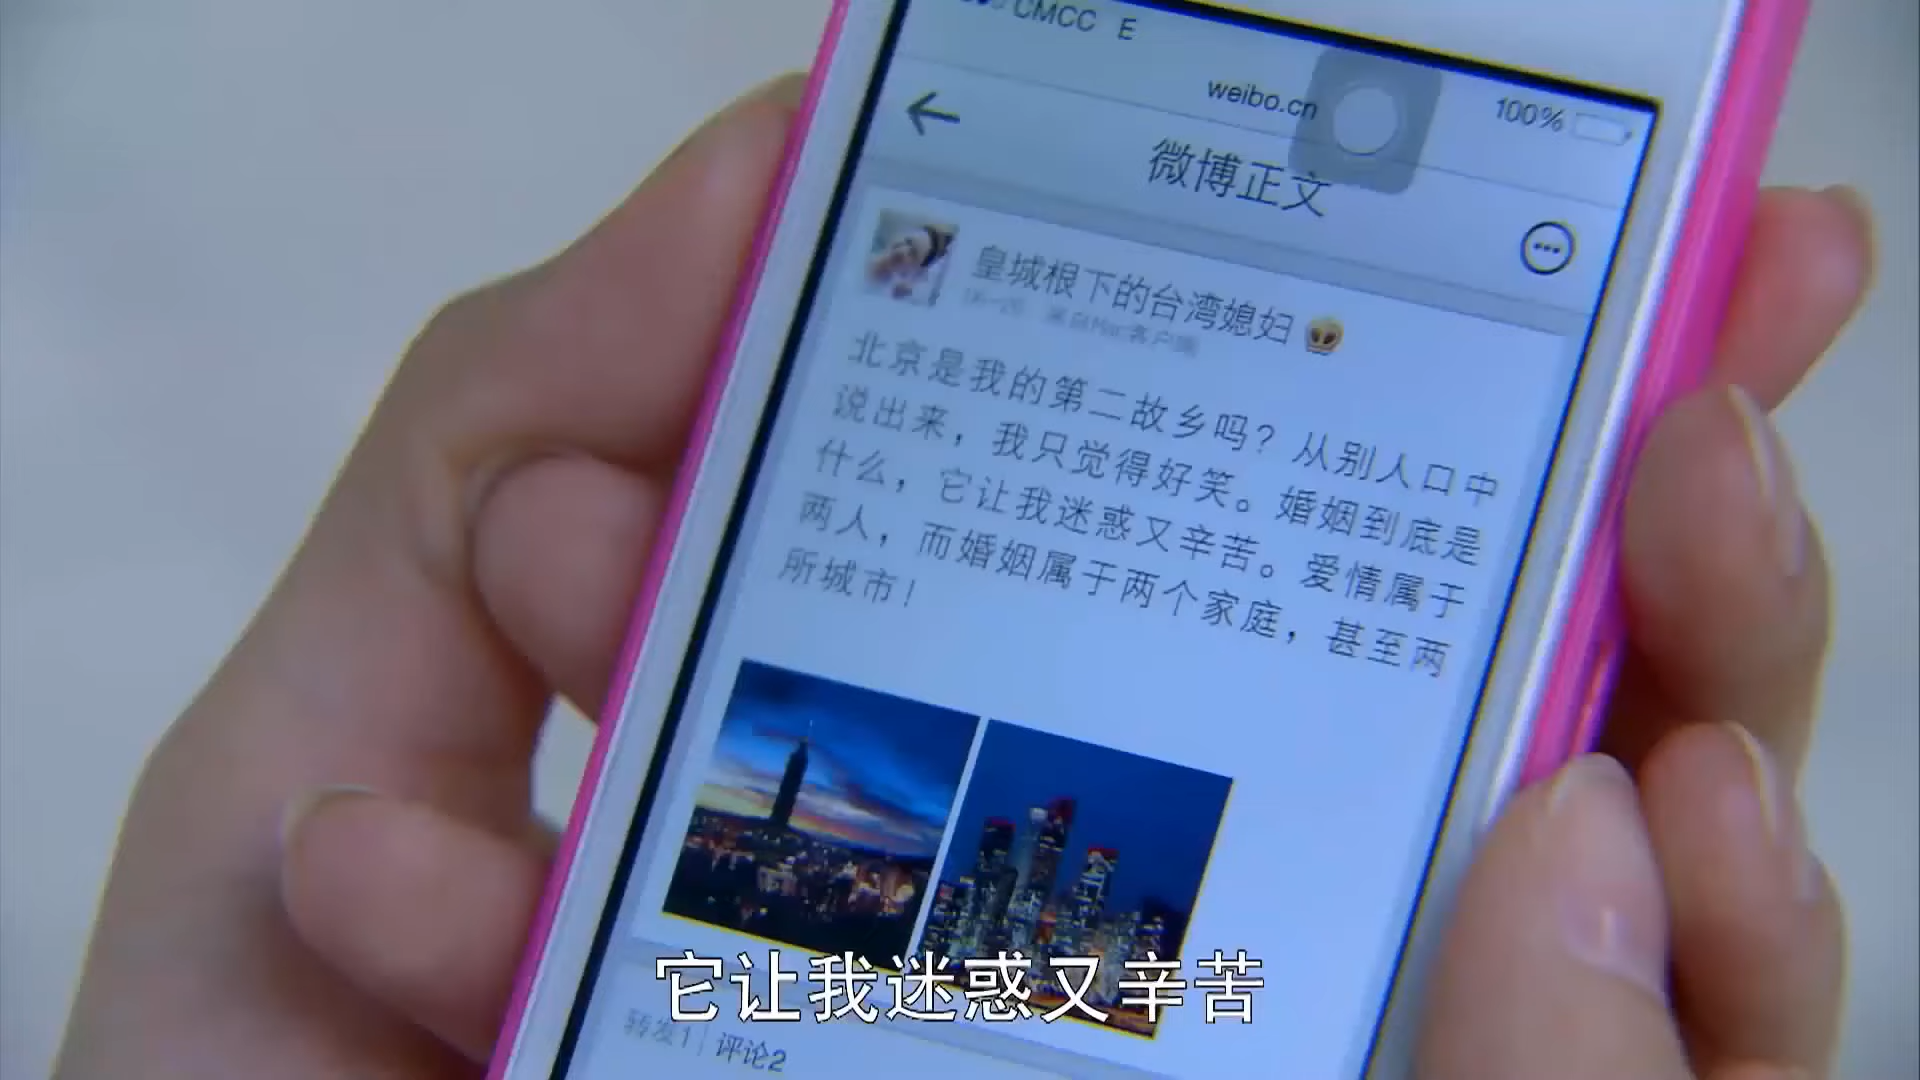 CMCC E
weibo.cn
100%
微博正文
皇城根下的台湾媳妇
北京是我的第二故乡吗？从别人口中
说出来，我只觉得好笑。婚姻到底是
什么，它让我迷惑又辛苦。爱情属于
两人，而婚姻属于两个家庭，甚至两
所城市！
转发1 | 评论2
它让我迷惑又辛苦